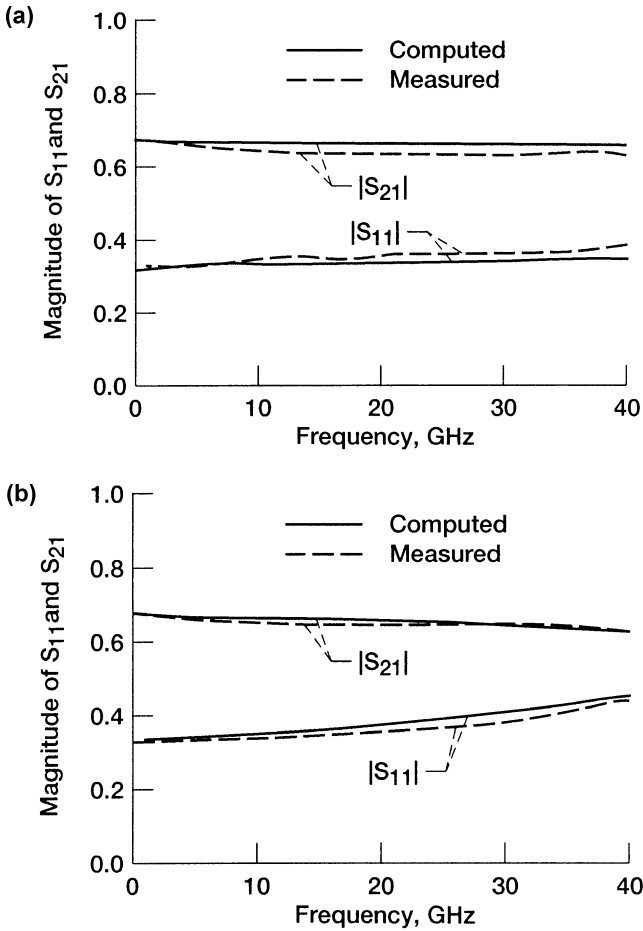 (a)
1.0
0.8
0.6
0.4
0.2
0.0
Magnitude of S11 and S21
Computed
Measured
|S21|
|S11|
0 10 20 30 40
Frequency, GHz
(b)
1.0
0.8
0.6
0.4
0.2
0.0
Magnitude of S11 and S21
Computed
Measured
|S21|
|S11|
0 10 20 30 40
Frequency, GHz